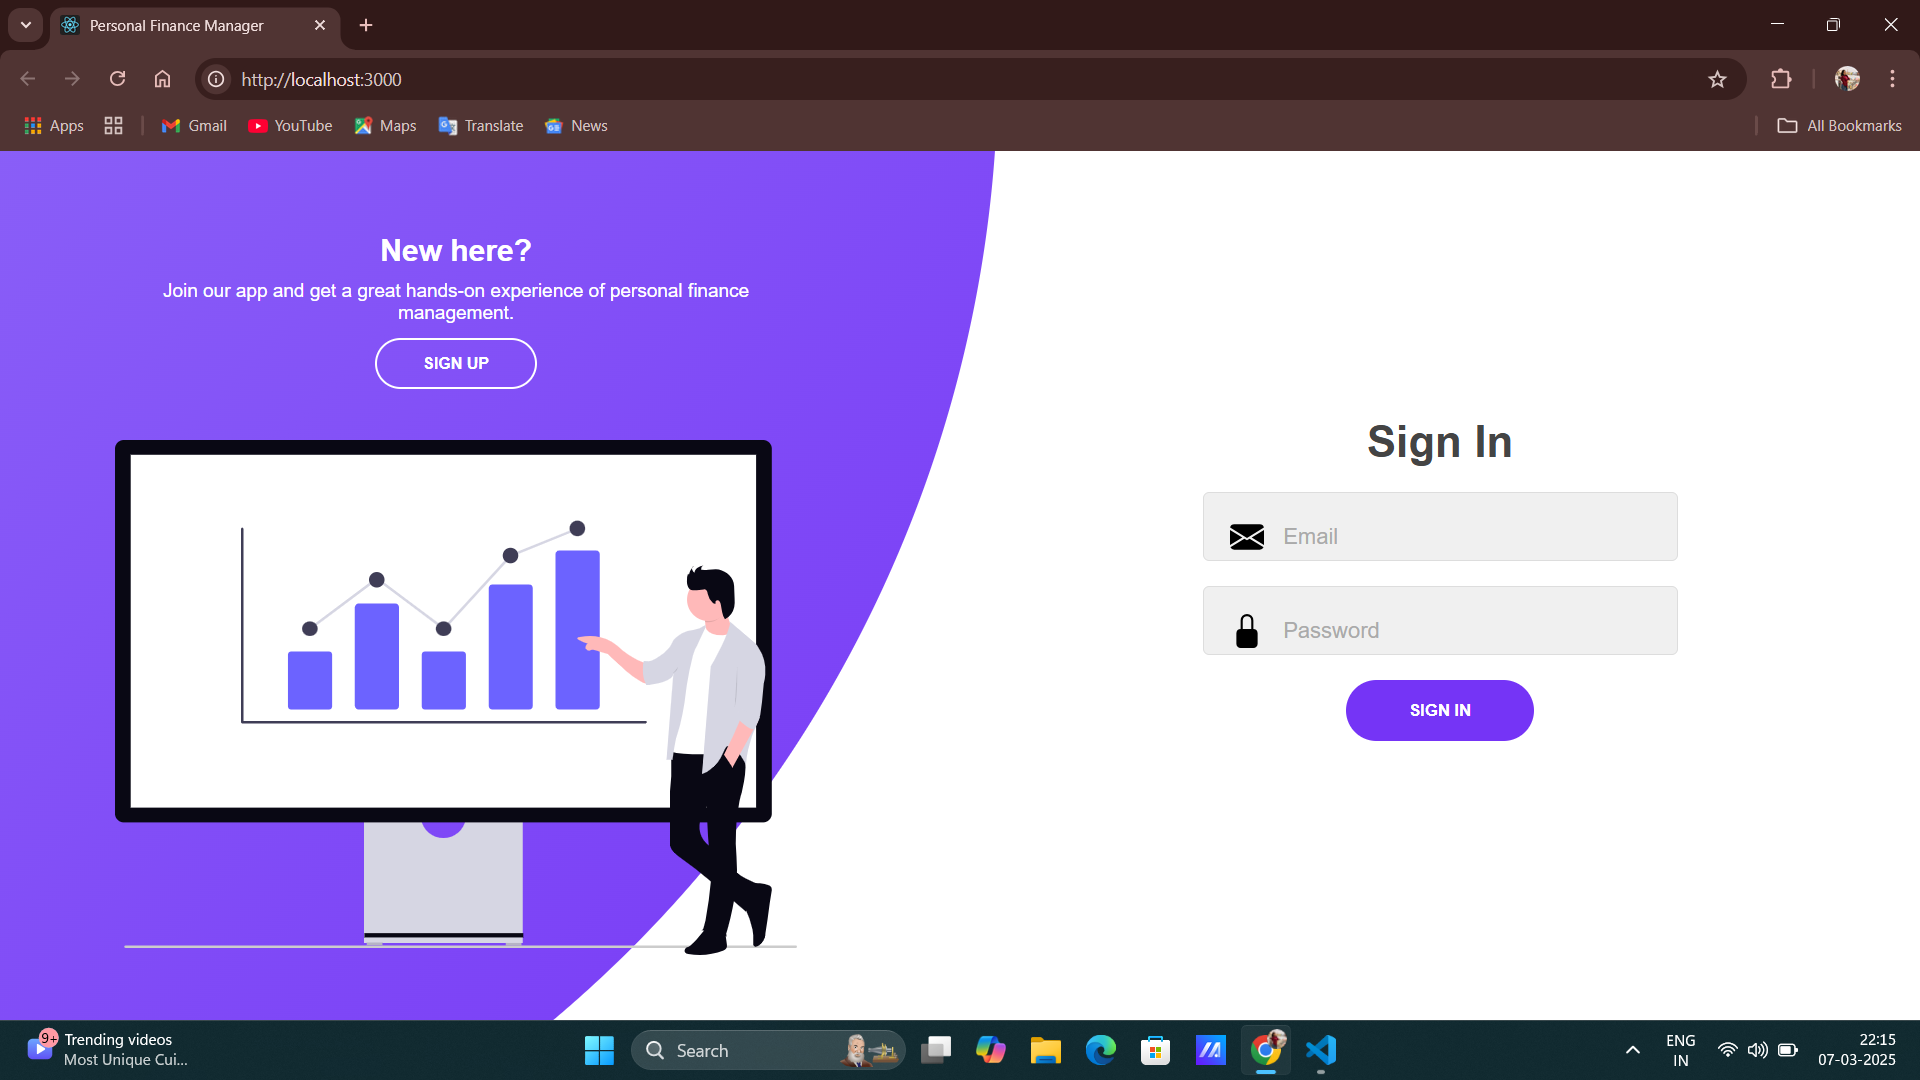 Personal Finance Manager
http://localhost:3000
Apps
Gmail
YouTube
Maps
Translate
News
All Bookmarks
New here?
Join our app and get a great hands-on experience of personal finance
management.
SIGN UP
Sign In
Email
Password
SIGN IN
9+
Trending videos
Most Unique Cui...
Search
ENG
IN
22:15
07-03-2025